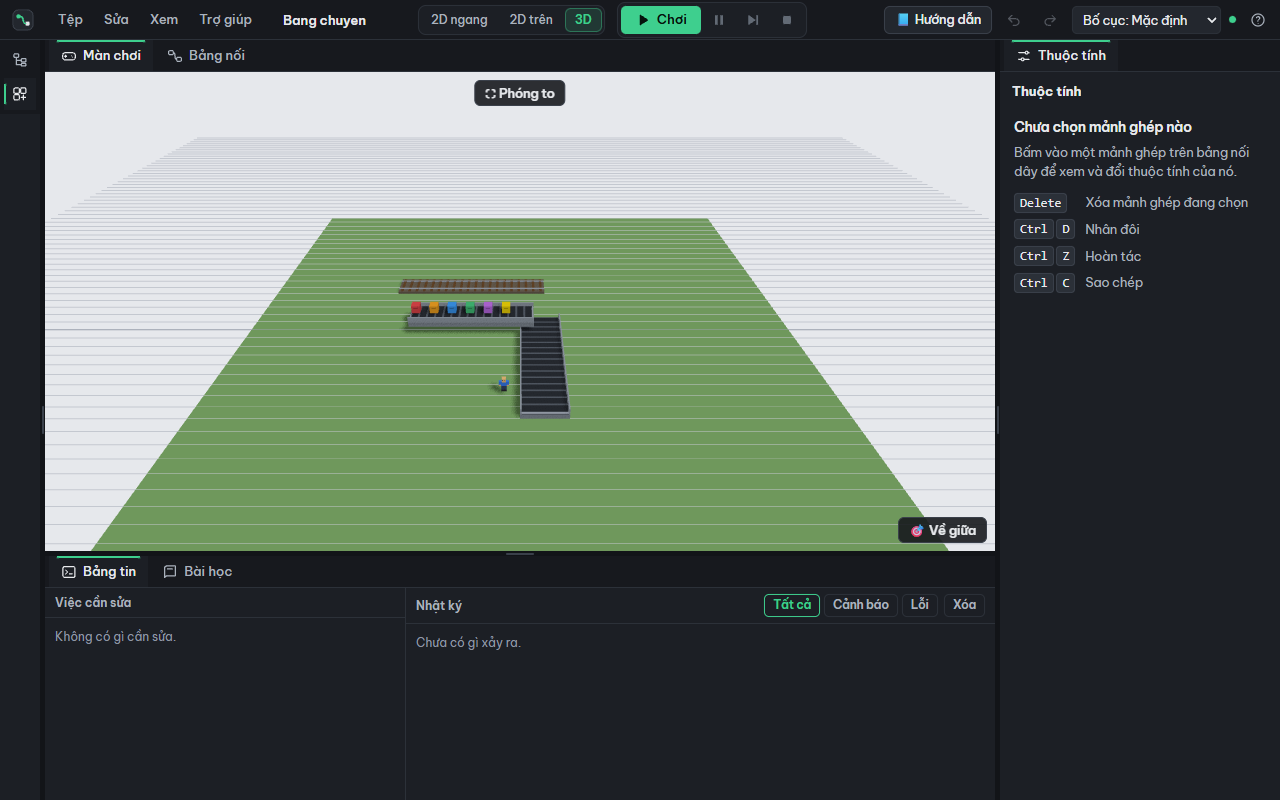 Tệp Sửa Xem Trợ giúp Bang chuyen 2D ngang 2D trên 3D Chơi Hướng dẫn Bố cục: Mặc định
Màn chơi Bảng nối Thuộc tính
Phóng to
Thuộc tính
Chưa chọn mảnh ghép nào
Bấm vào một mảnh ghép trên bảng nối
dây để xem và đổi thuộc tính của nó.
Delete Xóa mảnh ghép đang chọn
Ctrl D Nhân đôi
Ctrl Z Hoàn tác
Ctrl C Sao chép
Về giữa
Bảng tin Bài học
Việc cần sửa
Không có gì cần sửa.
Nhật ký Tất cả Cảnh báo Lỗi Xóa
Chưa có gì xảy ra.